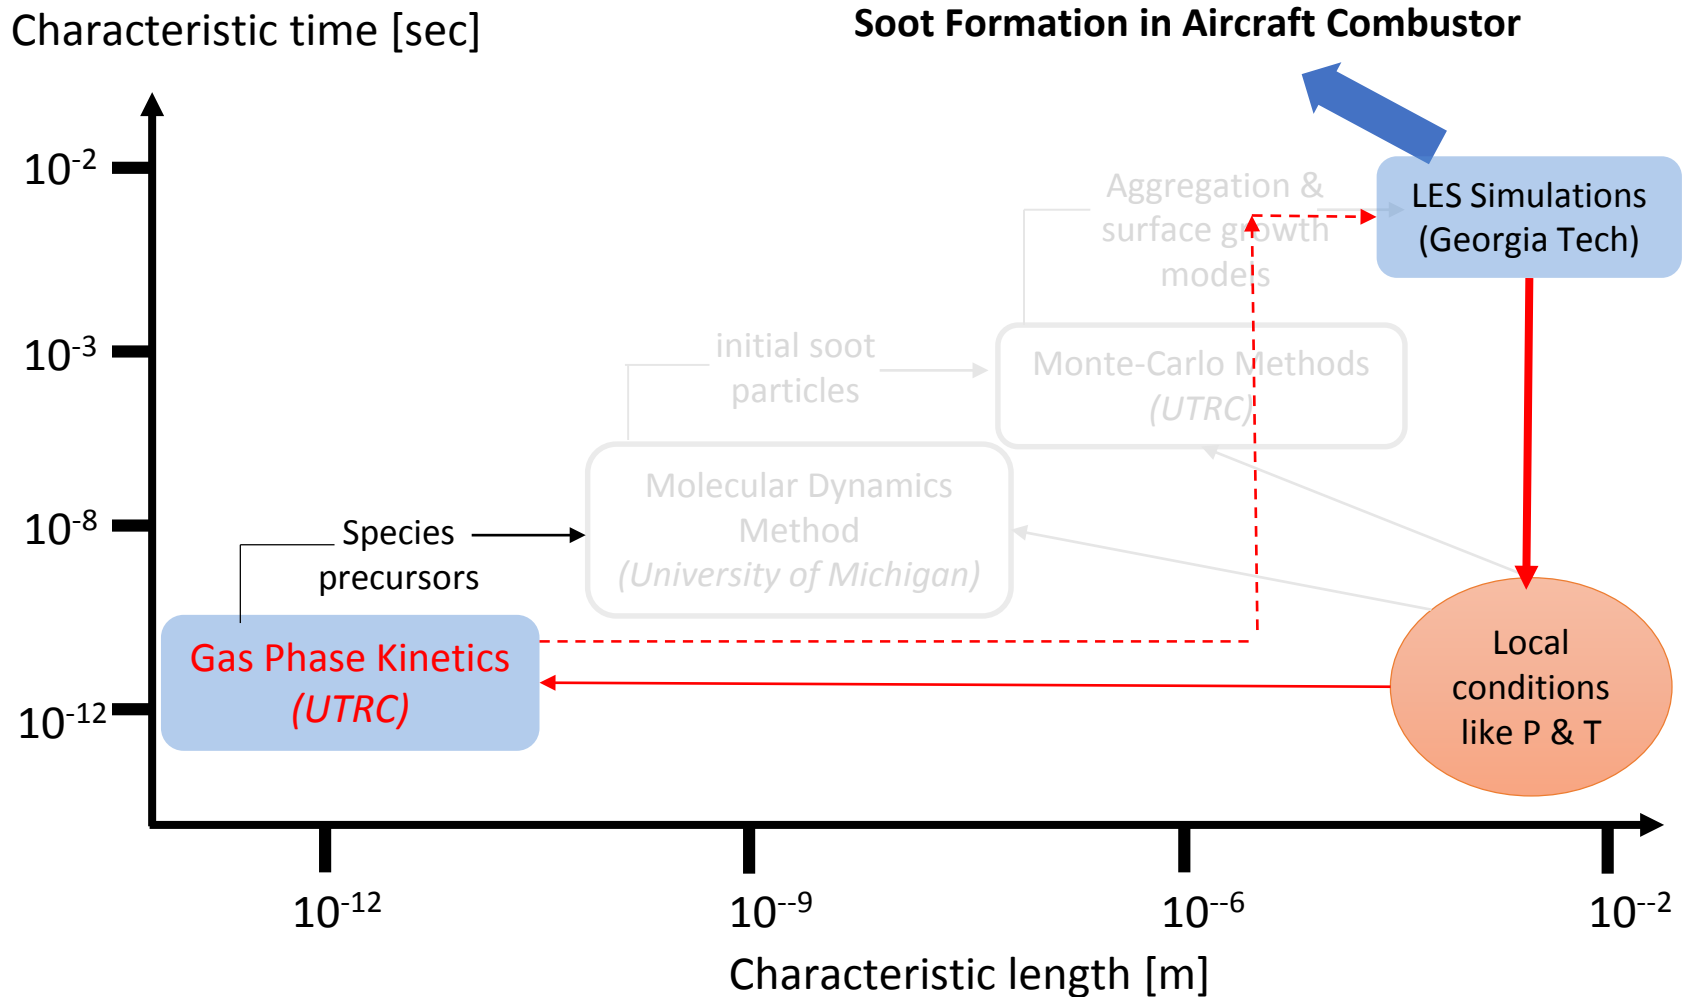 Characteristic time [sec]
Soot Formation in Aircraft Combustor
10-2
10-3
10-8
10-12
Aggregation &
surface growth
models
LES Simulations
(Georgia Tech)
initial soot
particles
Monte-Carlo Methods
(UTRC)
Molecular Dynamics
Method
(University of Michigan)
Species
precursors
Gas Phase Kinetics
(UTRC)
Local
conditions
like P & T
10-12
10--9
10--6
10--2
Characteristic length [m]